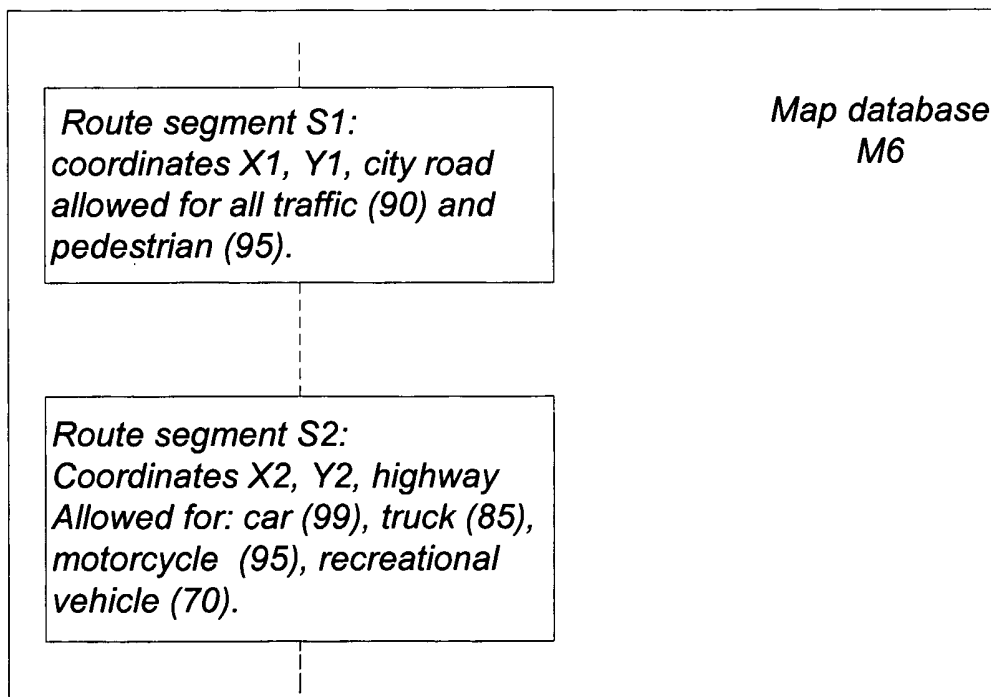 Route segment S1:
coordinates X1, Y1, city road
allowed for all traffic (90) and
pedestrian (95).
Map database
M6
Route segment S2:
Coordinates X2, Y2, highway
Allowed for: car (99), truck (85),
motorcycle (95), recreational
vehicle (70).